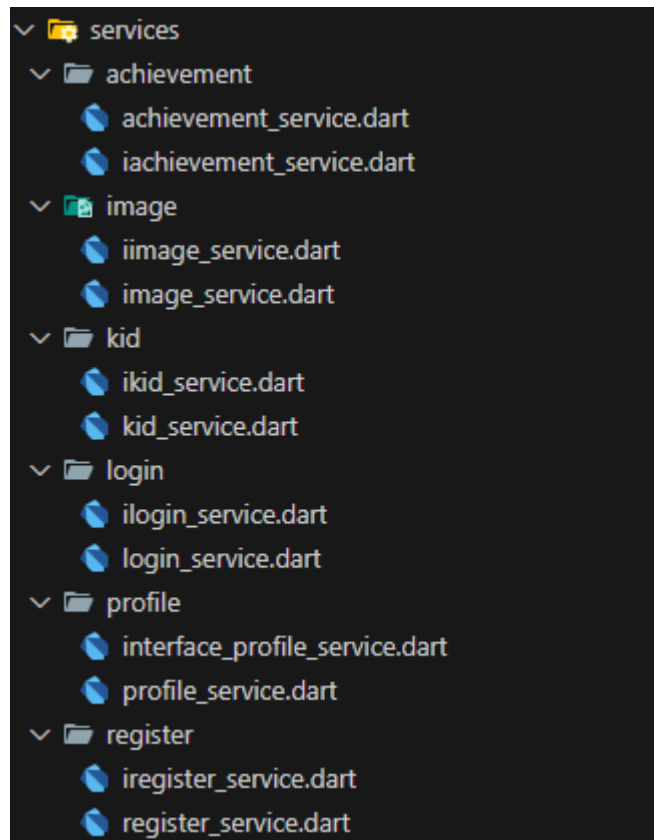 services
achievement
achievement_service.dart
iachievement_service.dart
image
iimage_service.dart
image_service.dart
kid
ikid_service.dart
kid_service.dart
login
ilogin_service.dart
login_service.dart
profile
interface_profile_service.dart
profile_service.dart
register
iregister_service.dart
register_service.dart